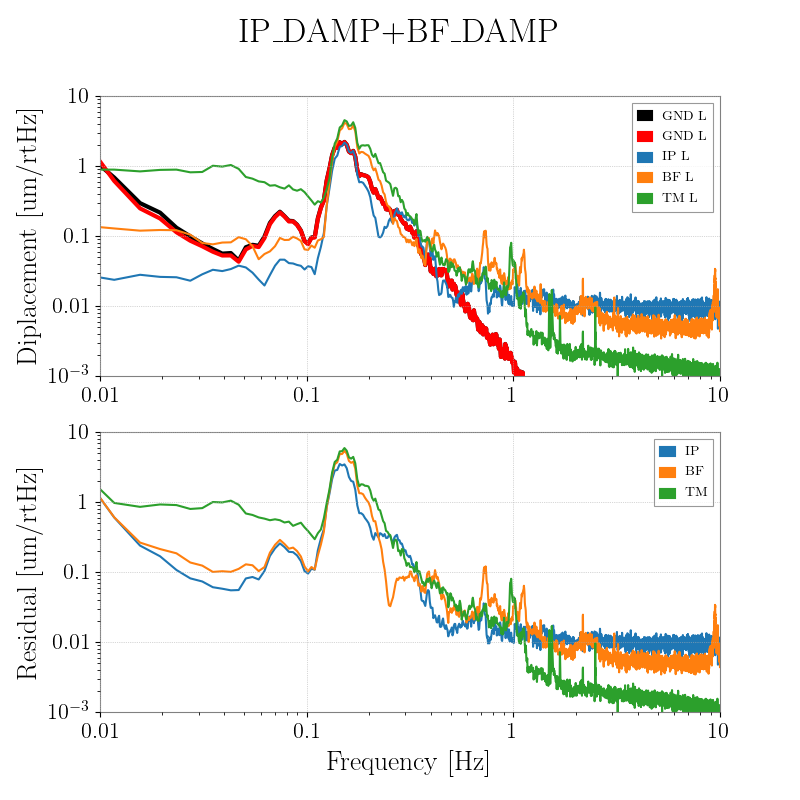 IP_DAMP+BF_DAMP
Diplacement [um/rtHz]
10
1
0.1
0.01
10⁻³
0.01
0.1
1
10
GND L
GND L
IP L
BF L
TM L
Residual [um/rtHz]
10
1
0.1
0.01
10⁻³
0.01
0.1
1
10
IP
BF
TM
Frequency [Hz]